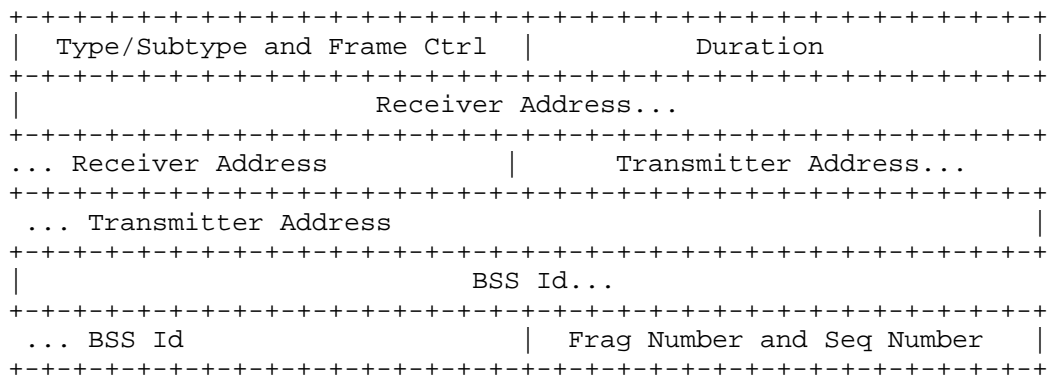 +-+-+-+-+-+-+-+-+-+-+-+-+-+-+-+-+-+-+-+-+-+-+-+-+-+-+-+-+-+-+-+-+
| Type/Subtype and Frame Ctrl | Duration |
+-+-+-+-+-+-+-+-+-+-+-+-+-+-+-+-+-+-+-+-+-+-+-+-+-+-+-+-+-+-+-+-+
| Receiver Address...
+-+-+-+-+-+-+-+-+-+-+-+-+-+-+-+-+-+-+-+-+-+-+-+-+-+-+-+-+-+-+-+-+
... Receiver Address | Transmitter Address...
+-+-+-+-+-+-+-+-+-+-+-+-+-+-+-+-+-+-+-+-+-+-+-+-+-+-+-+-+-+-+-+-+
... Transmitter Address |
+-+-+-+-+-+-+-+-+-+-+-+-+-+-+-+-+-+-+-+-+-+-+-+-+-+-+-+-+-+-+-+-+
| BSS Id...
+-+-+-+-+-+-+-+-+-+-+-+-+-+-+-+-+-+-+-+-+-+-+-+-+-+-+-+-+-+-+-+-+
... BSS Id | Frag Number and Seq Number |
+-+-+-+-+-+-+-+-+-+-+-+-+-+-+-+-+-+-+-+-+-+-+-+-+-+-+-+-+-+-+-+-+